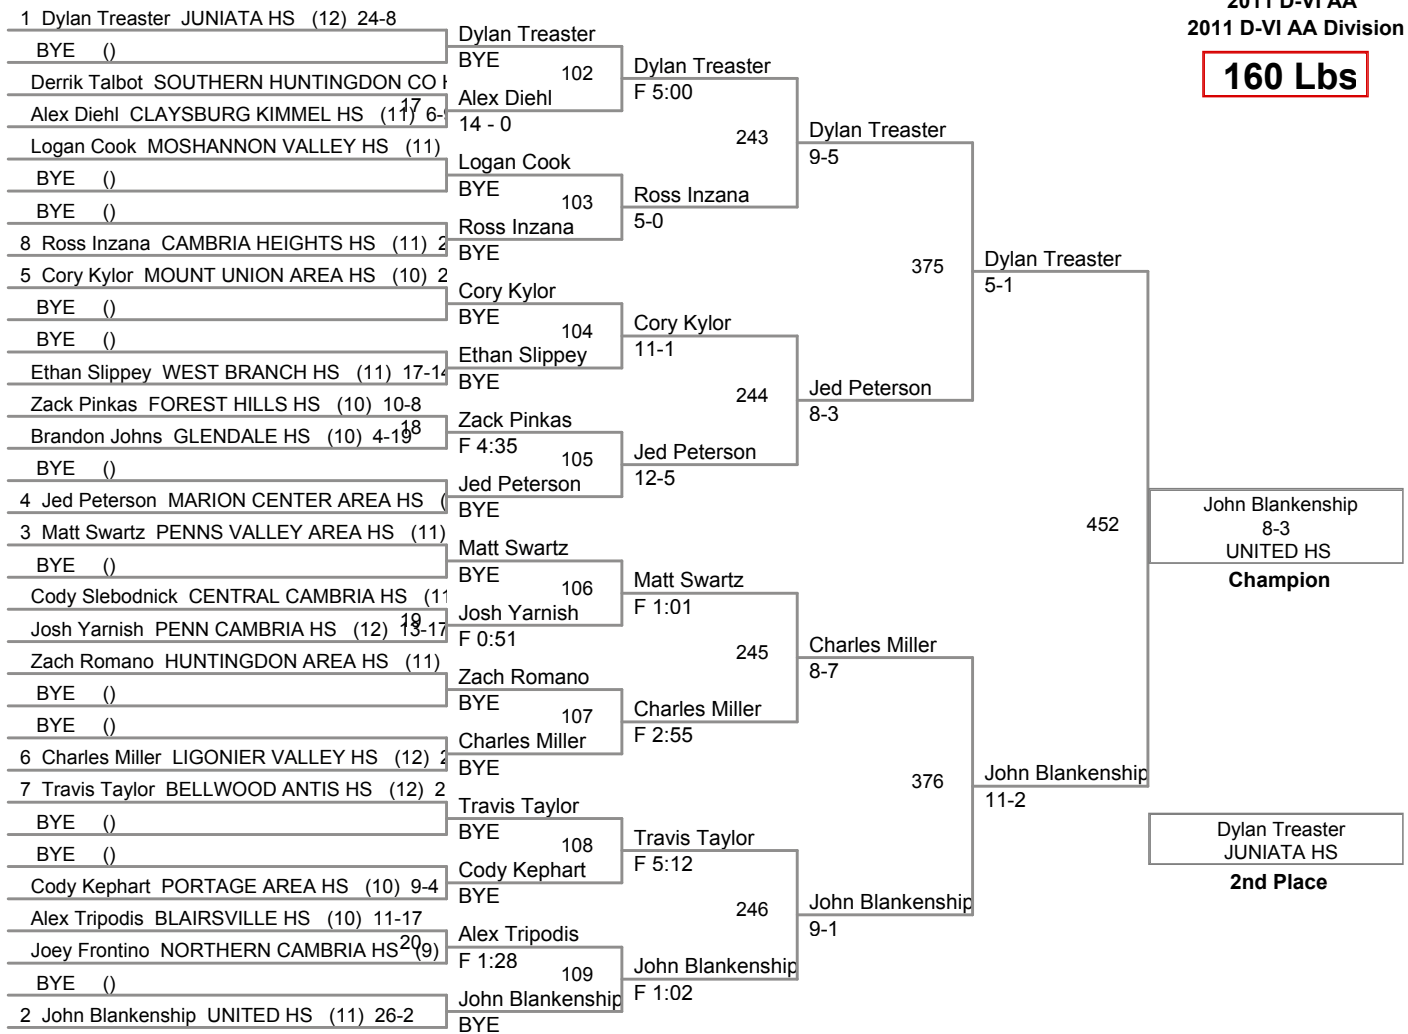 2011 D-VI AA
2011 D-VI AA Division
160 Lbs
1 Dylan Treaster JUNIATA HS (12) 24-8
BYE ()
Derrik Talbot SOUTHERN HUNTINGDON CO
17
Alex Diehl CLAYSBURG KIMMEL HS (11) 6-
Logan Cook MOSHANNON VALLEY HS (11)
BYE ()
BYE ()
8 Ross Inzana CAMBRIA HEIGHTS HS (11) 2
5 Cory Kylor MOUNT UNION AREA HS (10) 2
BYE ()
BYE ()
Ethan Slippey WEST BRANCH HS (11) 17-14
Zack Pinkas FOREST HILLS HS (10) 10-8
18
Brandon Johns GLENDALE HS (10) 4-19
BYE ()
4 Jed Peterson MARION CENTER AREA HS (
3 Matt Swartz PENNS VALLEY AREA HS (11)
BYE ()
Cody Slebodnick CENTRAL CAMBRIA HS (11
19
Josh Yarnish PENN CAMBRIA HS (12) 13-17
Zach Romano HUNTINGDON AREA HS (11)
BYE ()
BYE ()
6 Charles Miller LIGONIER VALLEY HS (12) 2
7 Travis Taylor BELLWOOD ANTIS HS (12) 2
BYE ()
BYE ()
Cody Kephart PORTAGE AREA HS (10) 9-4
Alex Tripodis BLAIRSVILLE HS (10) 11-17
20
Joey Frontino NORTHERN CAMBRIA HS (9)
BYE ()
2 John Blankenship UNITED HS (11) 26-2
Dylan Treaster
BYE
102
Alex Diehl
14 - 0
Logan Cook
BYE
103
Ross Inzana
BYE
Cory Kylor
BYE
104
Ethan Slippey
BYE
Zack Pinkas
F 4:35
105
Jed Peterson
BYE
Matt Swartz
BYE
106
Josh Yarnish
F 0:51
Zach Romano
BYE
107
Charles Miller
BYE
Travis Taylor
BYE
108
Cody Kephart
BYE
Alex Tripodis
F 1:28
109
John Blankenship
BYE
Dylan Treaster
F 5:00
243
Ross Inzana
5-0
Cory Kylor
11-1
244
Jed Peterson
12-5
Matt Swartz
F 1:01
245
Charles Miller
F 2:55
Travis Taylor
F 5:12
246
John Blankenship
F 1:02
Dylan Treaster
9-5
375
Jed Peterson
8-3
Charles Miller
8-7
376
John Blankenship
9-1
Dylan Treaster
5-1
452
John Blankenship
11-2
John Blankenship
8-3
UNITED HS
Champion
Dylan Treaster
JUNIATA HS
2nd Place